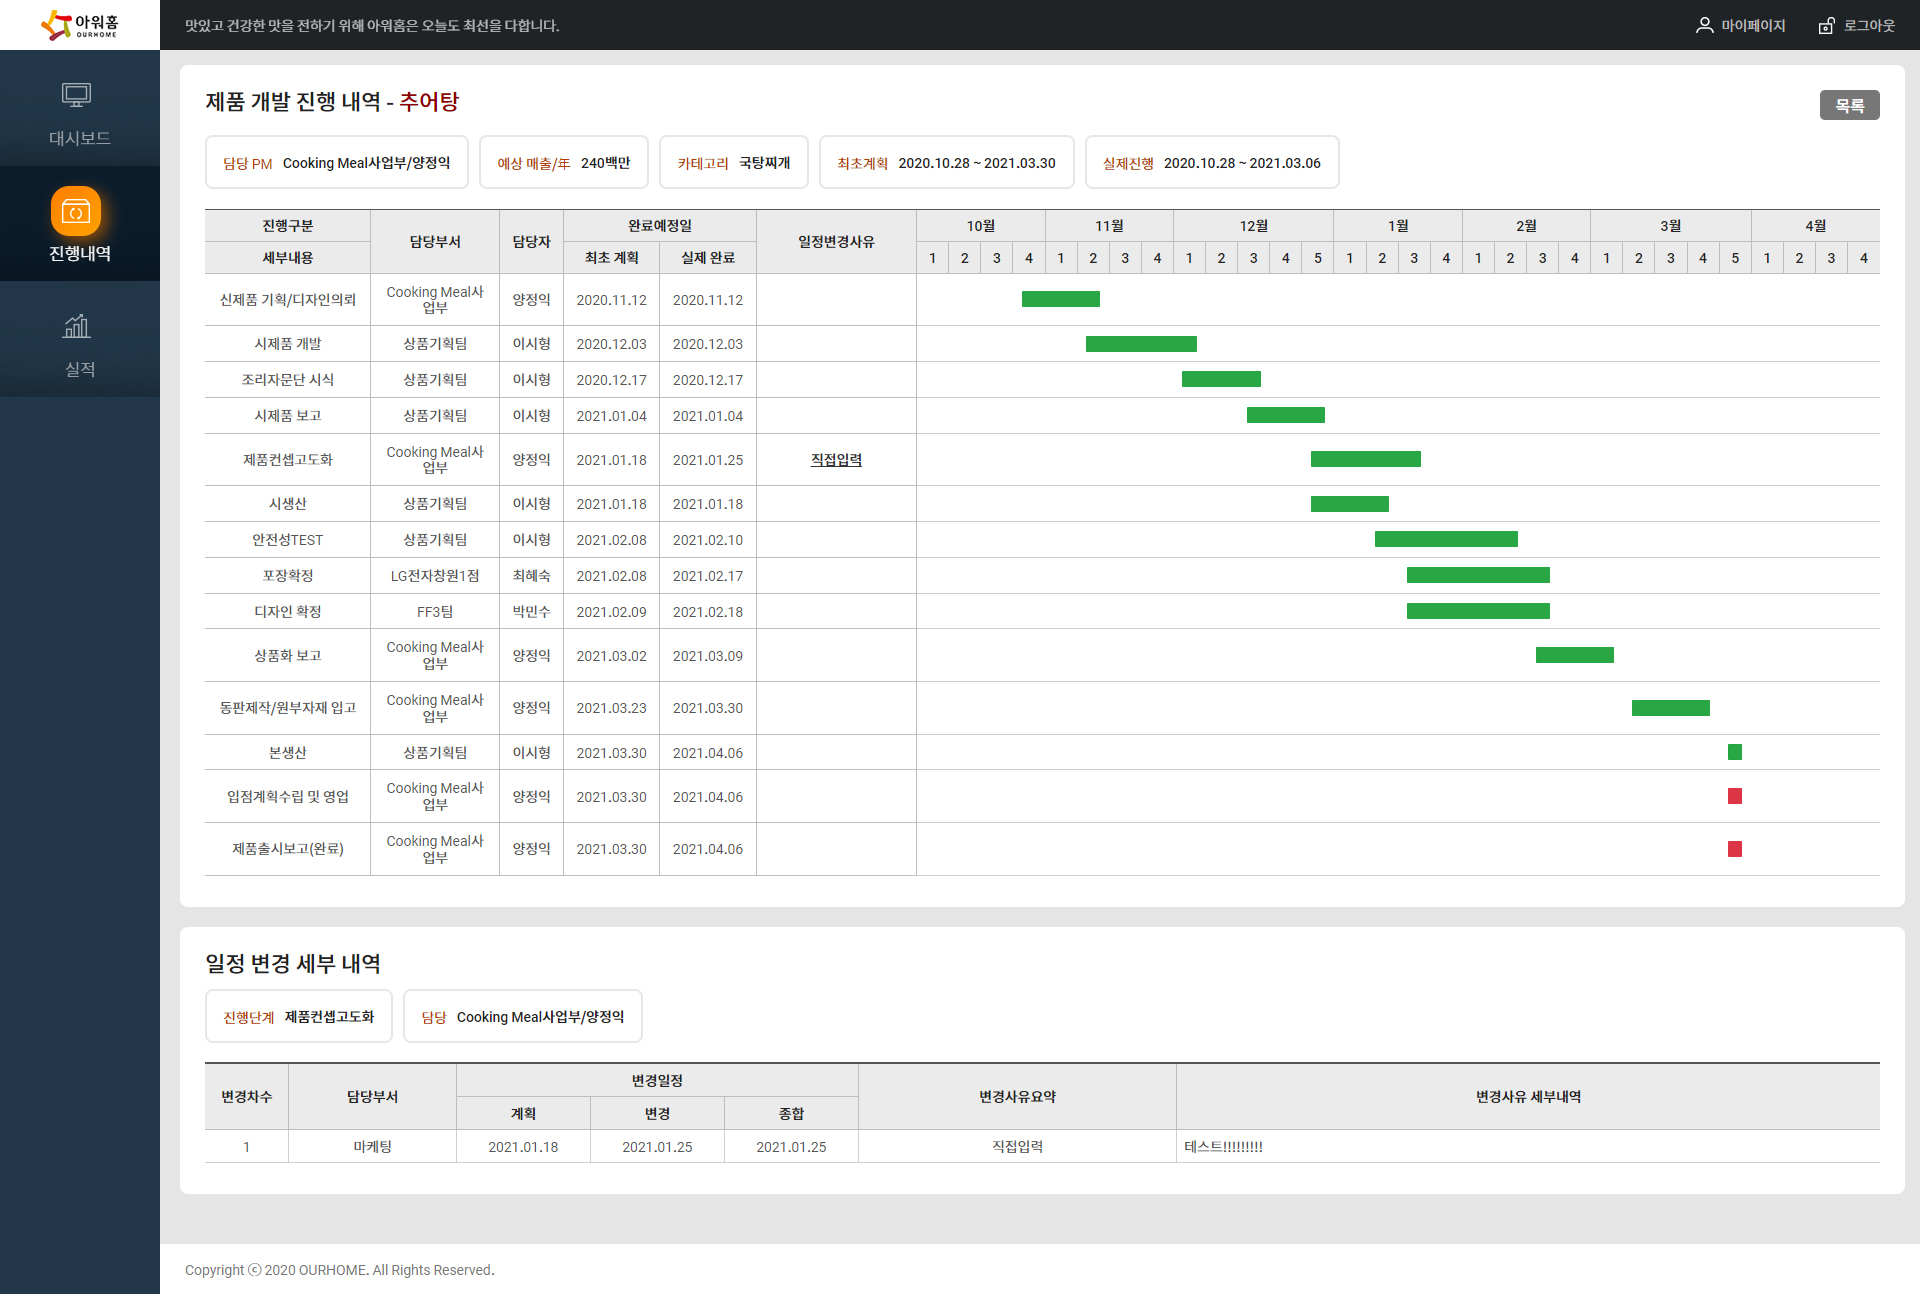 아워홈
OURHOME
맛있고 건강한 맛을 전하기 위해 아워홈은 오늘도 최선을 다합니다.
마이페이지
로그아웃
대시보드
진행내역
실적
제품 개발 진행 내역 - 추어탕
목록
담당 PM Cooking Meal사업부/양정익
예상 매출/年 240백만
카테고리 국탕찌개
최초계획 2020.10.28 ~ 2021.03.30
실제진행 2020.10.28 ~ 2021.03.06
진행구분 담당부서 담당자 완료예정일 일정변경사유 10월 11월 12월 1월 2월 3월 4월
세부내용 최초 계획 실제 완료 1 2 3 4 1 2 3 4 1 2 3 4 5 1 2 3 4 1 2 3 4 1 2 3 4 5 1 2 3 4
신제품 기획/디자인의뢰 Cooking Meal사
업부 양정익 2020.11.12 2020.11.12
시제품 개발 상품기획팀 이시형 2020.12.03 2020.12.03
조리자문단 시식 상품기획팀 이시형 2020.12.17 2020.12.17
시제품 보고 상품기획팀 이시형 2021.01.04 2021.01.04
제품컨셉고도화 Cooking Meal사
업부 양정익 2021.01.18 2021.01.25 직접입력
시생산 상품기획팀 이시형 2021.01.18 2021.01.18
안전성TEST 상품기획팀 이시형 2021.02.08 2021.02.10
포장확정 LG전자창원1점 최혜숙 2021.02.08 2021.02.17
디자인 확정 FF3팀 박민수 2021.02.09 2021.02.18
상품화 보고 Cooking Meal사
업부 양정익 2021.03.02 2021.03.09
동판제작/원부자재 입고 Cooking Meal사
업부 양정익 2021.03.23 2021.03.30
본생산 상품기획팀 이시형 2021.03.30 2021.04.06
입점계획수립 및 영업 Cooking Meal사
업부 양정익 2021.03.30 2021.04.06
제품출시보고(완료) Cooking Meal사
업부 양정익 2021.03.30 2021.04.06
일정 변경 세부 내역
진행단계 제품컨셉고도화
담당 Cooking Meal사업부/양정익
변경차수 담당부서 변경일정 변경사유요약 변경사유 세부내역
계획 변경 종합
1 마케팅 2021.01.18 2021.01.25 2021.01.25 직접입력 테스트!!!!!!!!!
Copyright ⓒ 2020 OURHOME. All Rights Reserved.